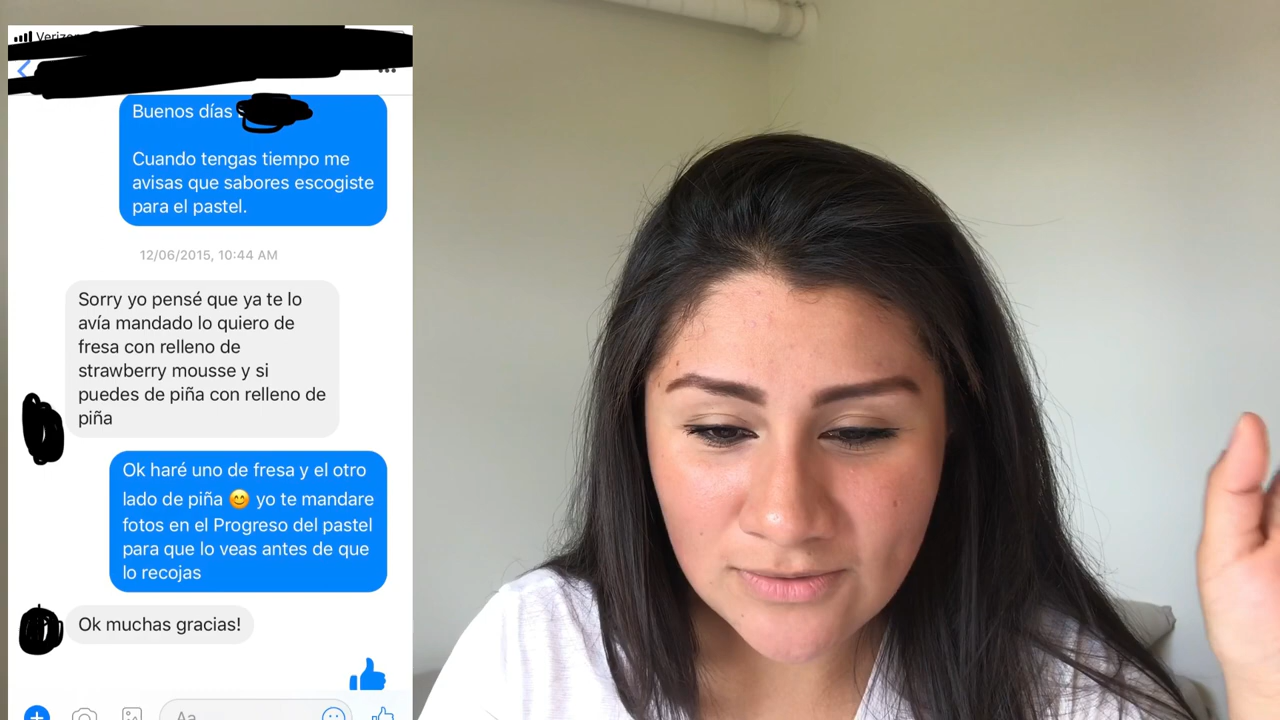 Buenos días
Cuando tengas tiempo me
avisas que sabores escogiste
para el pastel.
12/06/2015, 10:44 AM
Sorry yo pensé que ya te lo
avía mandado lo quiero de
fresa con relleno de
strawberry mousse y si
puedes de piña con relleno de
piña
Ok haré uno de fresa y el otro
lado de piña 😊 yo te mandare
fotos en el Progreso del pastel
para que lo veas antes de que
lo recojas
Ok muchas gracias!
Aa